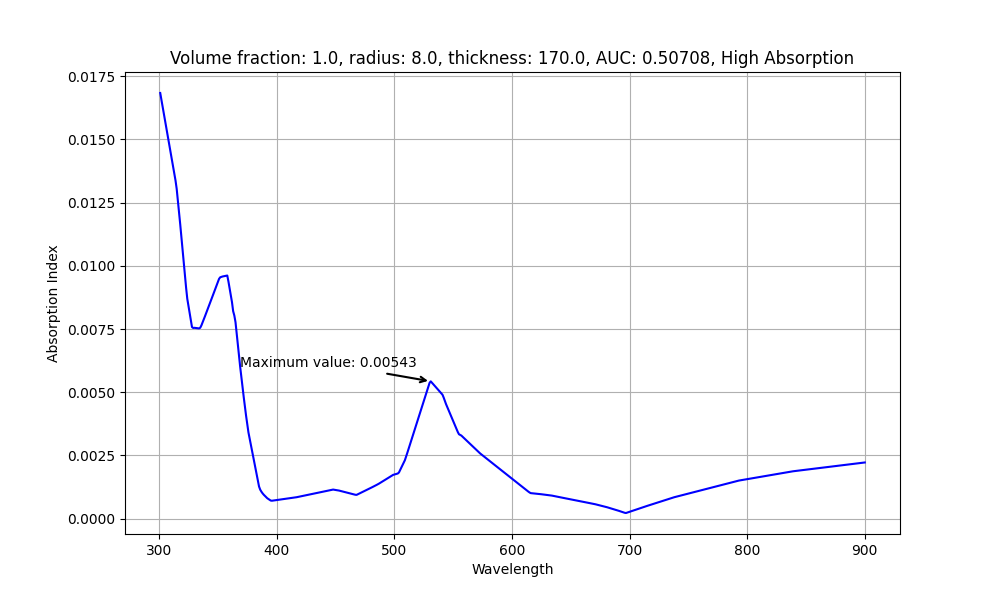 Volume fraction: 1.0, radius: 8.0, thickness: 170.0, AUC: 0.50708, High Absorption
0.0175
0.0150
0.0125
0.0100
0.0075
0.0050
0.0025
0.0000
Absorption Index
Maximum value: 0.00543
300 400 500 600 700 800 900
Wavelength